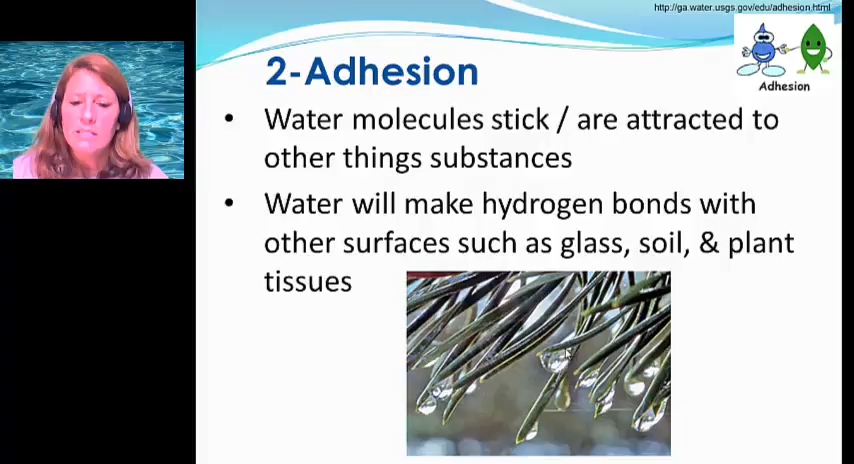 http://ga.water.usgs.gov/edu/adhesion.html
2-Adhesion
Adhesion
• Water molecules stick / are attracted to
other things substances
• Water will make hydrogen bonds with
other surfaces such as glass, soil, & plant
tissues